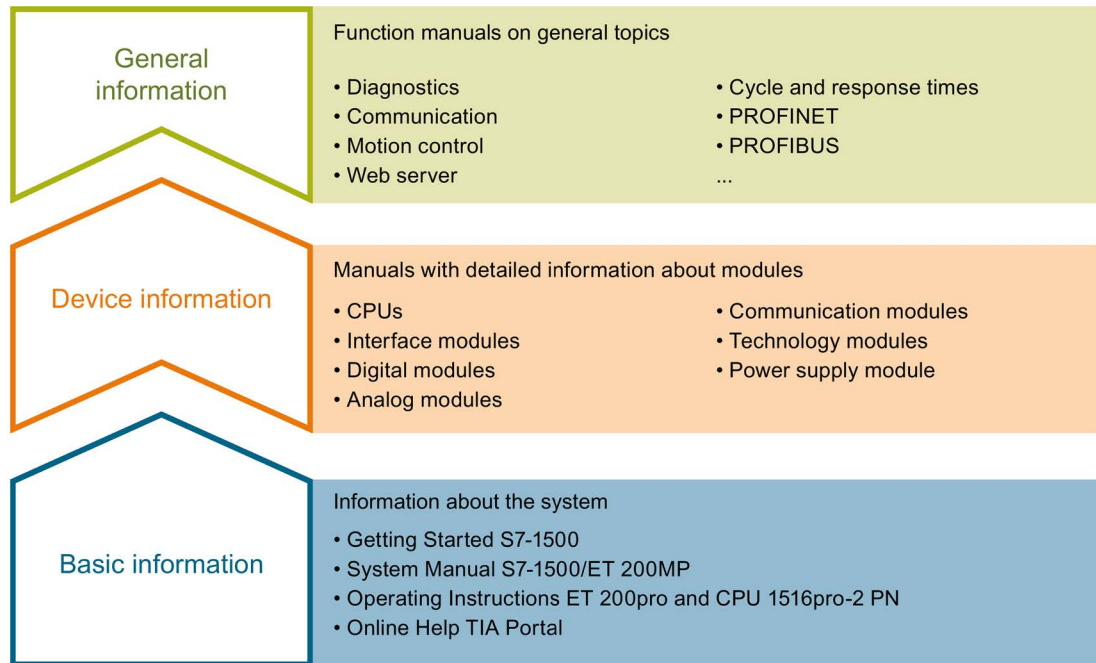 General
information
Function manuals on general topics
• Diagnostics
• Communication
• Motion control
• Web server
• Cycle and response times
• PROFINET
• PROFIBUS
...
Device information
Manuals with detailed information about modules
• CPUs
• Interface modules
• Digital modules
• Analog modules
• Communication modules
• Technology modules
• Power supply module
Basic information
Information about the system
• Getting Started S7-1500
• System Manual S7-1500/ET 200MP
• Operating Instructions ET 200pro and CPU 1516pro-2 PN
• Online Help TIA Portal